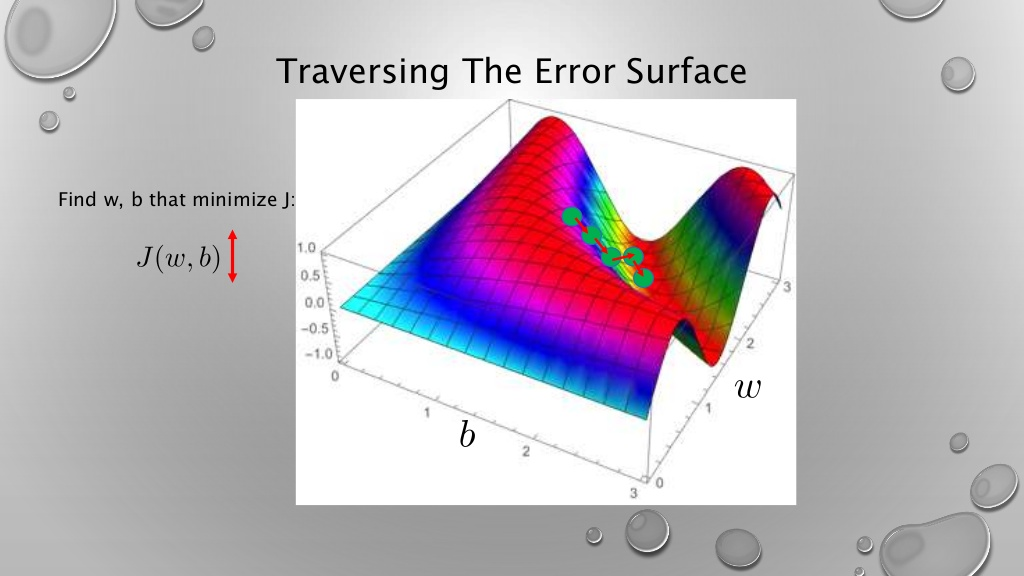 Traversing The Error Surface
Find w, b that minimize J:
J(w, b)
1.0
0.5
0.0
−0.5
−1.0
0
1
2
3
b
0
1
2
3
w